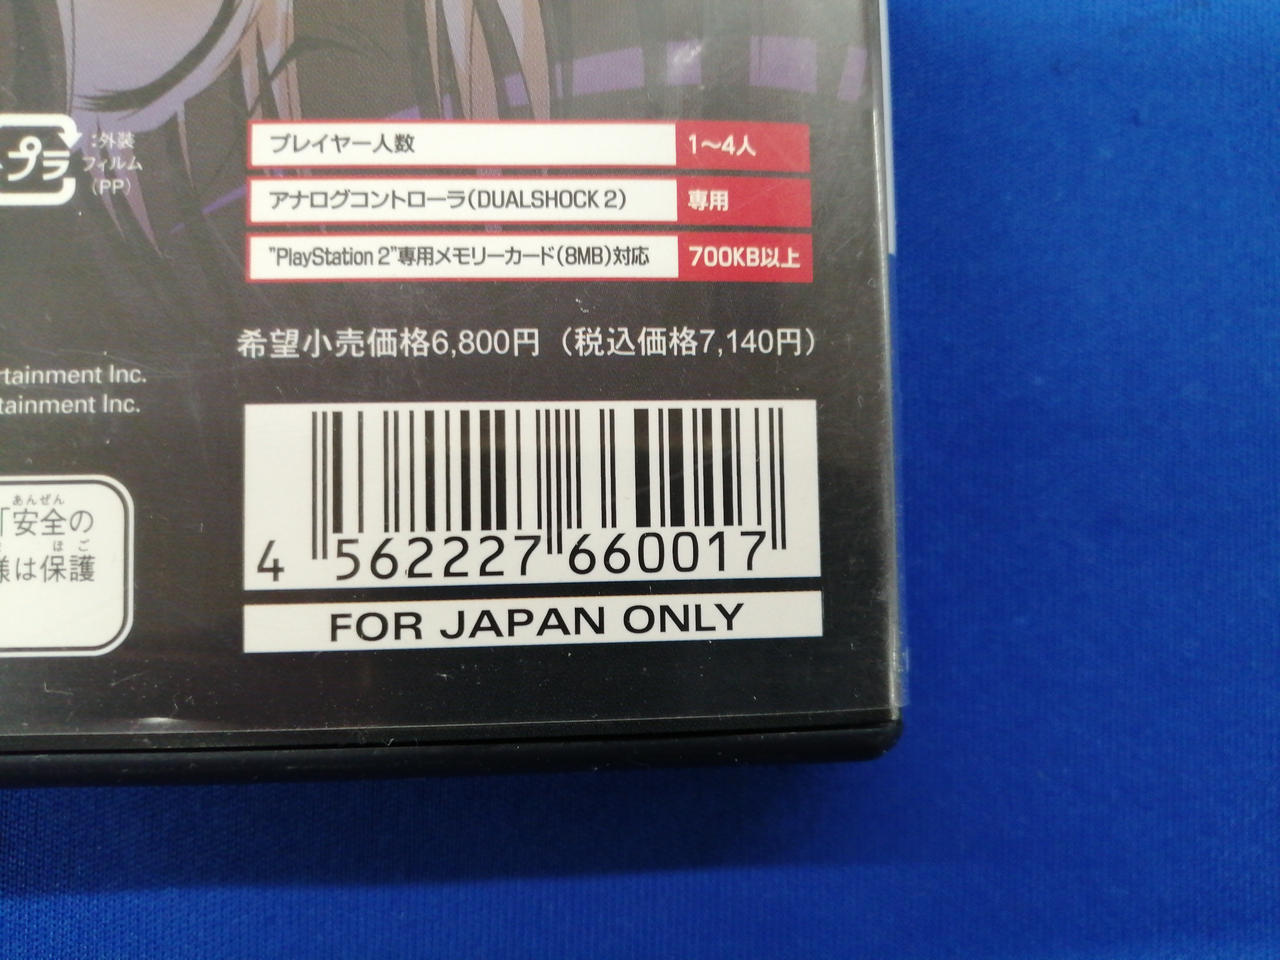 プラ
:外装
フィルム
(PP)
プレイヤー人数 1〜4人
アナログコントローラ(DUALSHOCK 2) 専用
"PlayStation 2"専用メモリーカード(8MB)対応 700KB以上
希望小売価格6,800円 (税込価格7,140円)
rtainment Inc.
tainment Inc.
4 562227 660017
FOR JAPAN ONLY
あんぜん
「安全の
ほご
様は保護